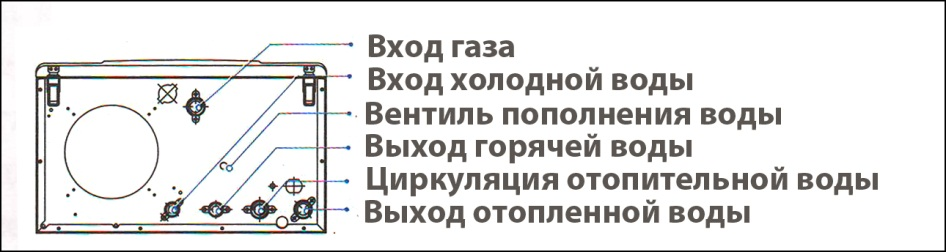 Вход газа
Вход холодной воды
Вентиль пополнения воды
Выход горячей воды
Циркуляция отопительной воды
Выход отопленной воды